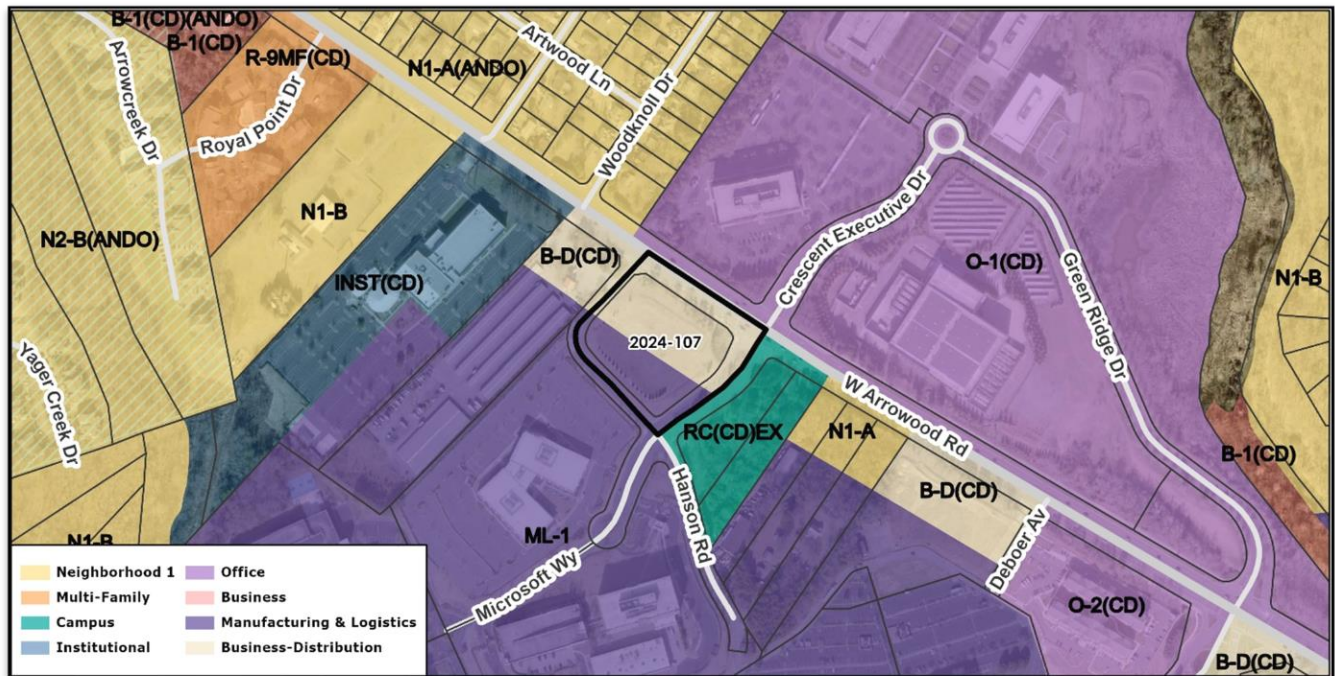 B-1(CD)(ANDO)
B-1(CD)
R-9MF(CD)
N1-A(ANDO)
Artwood Ln
Woodknoll Dr
Arrowcreek Dr
Royal Point Dr
N1-B
N2-B(ANDO)
INST(CD)
B-D(CD)
Crescent Executive Dr
O-1(CD)
Green Ridge Dr
N1-B
2024-107
Yager Creek Dr
W Arrowood Rd
RC(CD)EX
N1-A
B-D(CD)
B-1(CD)
Hanson Rd
ML-1
Microsoft Wy
Deboer Av
O-2(CD)
B-D(CD)
N1-B
Neighborhood 1
Multi-Family
Campus
Institutional
Office
Business
Manufacturing & Logistics
Business-Distribution